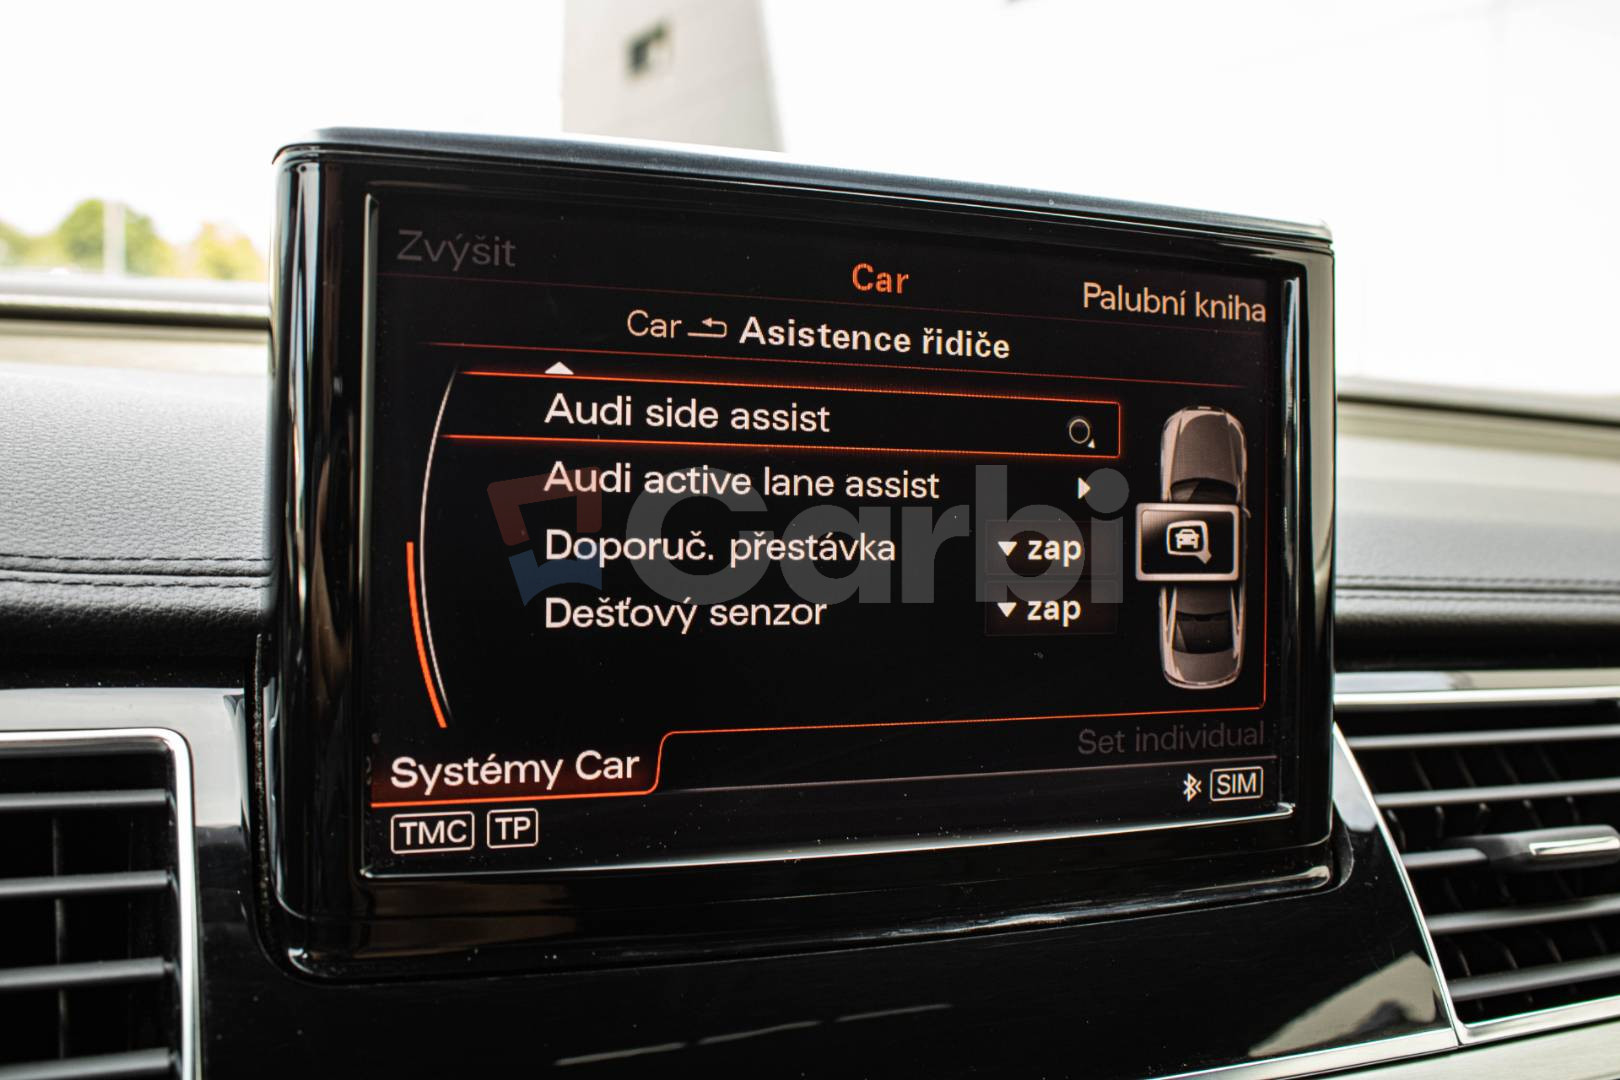 Zvýšit
Car
Palubní kniha
Car Asistence řidiče
Audi side assist
Audi active lane assist
Doporuč. přestávka zap
Dešťový senzor zap
Carbi
Set individual
Systémy Car
SIM
TMC TP